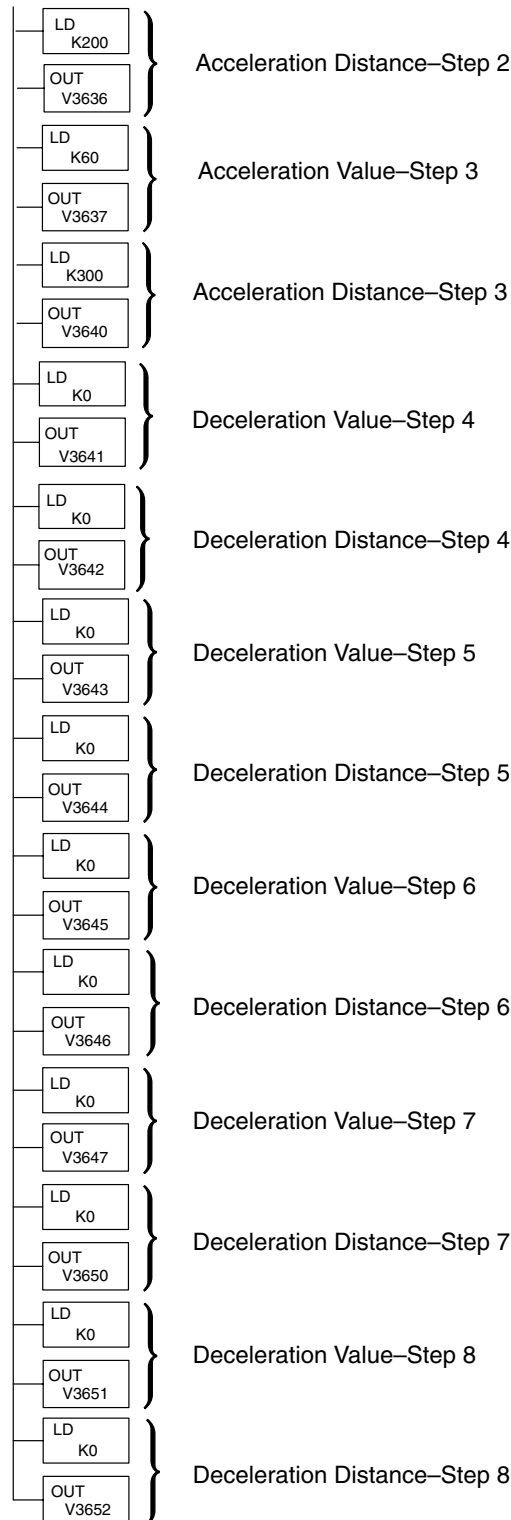 LD
K200
Acceleration Distance–Step 2
OUT
V3636
LD
K60
Acceleration Value–Step 3
OUT
V3637
LD
K300
Acceleration Distance–Step 3
OUT
V3640
LD
K0
Deceleration Value–Step 4
OUT
V3641
LD
K0
Deceleration Distance–Step 4
OUT
V3642
LD
K0
Deceleration Value–Step 5
OUT
V3643
LD
K0
Deceleration Distance–Step 5
OUT
V3644
LD
K0
Deceleration Value–Step 6
OUT
V3645
LD
K0
Deceleration Distance–Step 6
OUT
V3646
LD
K0
Deceleration Value–Step 7
OUT
V3647
LD
K0
Deceleration Distance–Step 7
OUT
V3650
LD
K0
Deceleration Value–Step 8
OUT
V3651
LD
K0
Deceleration Distance–Step 8
OUT
V3652